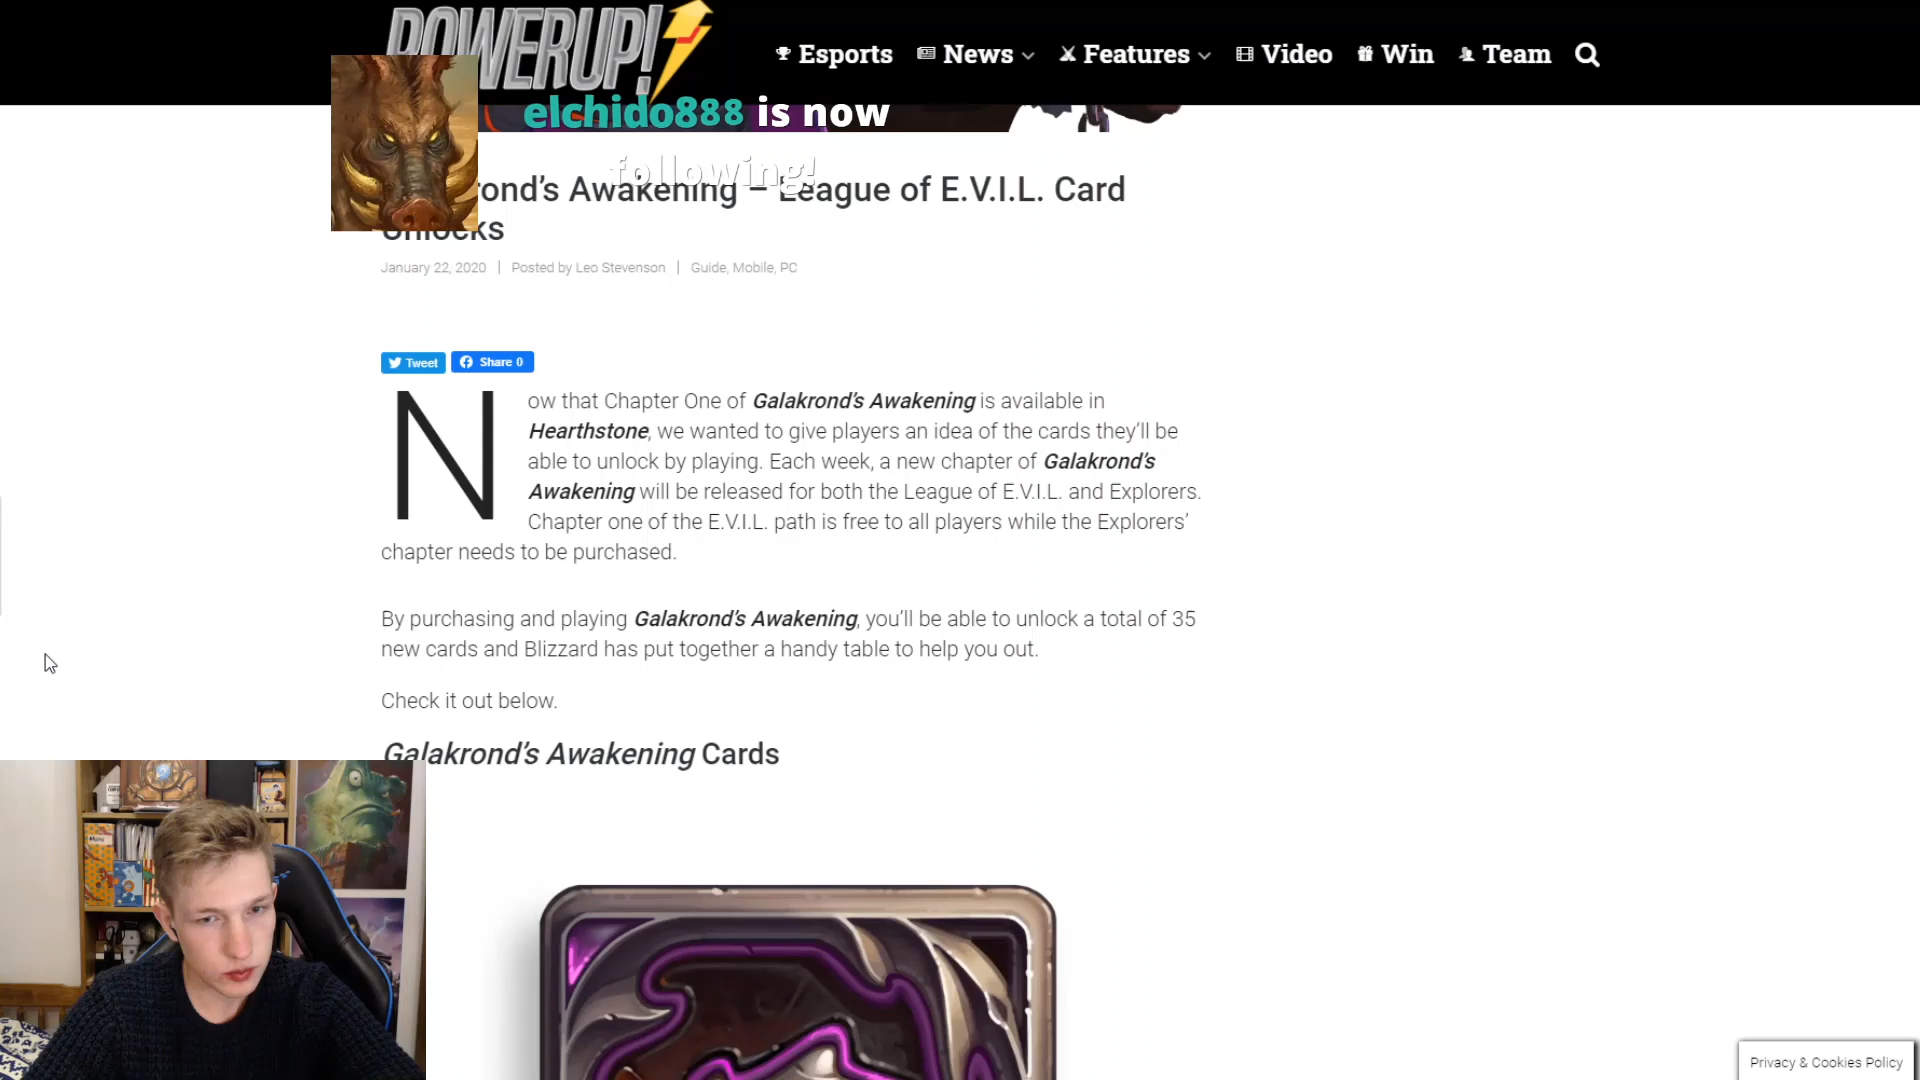 POWERUP!
Esports News Features Video Win Team
elchido888 is now
following!
rond's Awakening – League of E.V.I.L. Card
Unlocks
January 22, 2020 | Posted by Leo Stevenson | Guide, Mobile, PC
Tweet Share 0
Now that Chapter One of Galakrond's Awakening is available in
Hearthstone, we wanted to give players an idea of the cards they'll be
able to unlock by playing. Each week, a new chapter of Galakrond's
Awakening will be released for both the League of E.V.I.L. and Explorers.
Chapter one of the E.V.I.L. path is free to all players while the Explorers'
chapter needs to be purchased.
By purchasing and playing Galakrond's Awakening, you'll be able to unlock a total of 35
new cards and Blizzard has put together a handy table to help you out.
Check it out below.
Galakrond's Awakening Cards
Privacy & Cookies Policy